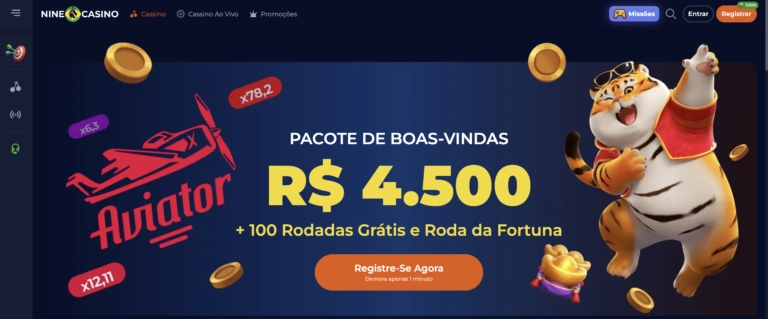 NINE CASINO
Cassino
Cassino Ao Vivo
Promoções
Missões
Entrar
Registrar
100%
x78,2
x6,3
Aviator
x12,11
PACOTE DE BOAS-VINDAS
R$ 4.500
+ 100 Rodadas Grátis e Roda da Fortuna
Registre-Se Agora
Demora apenas 1 minuto